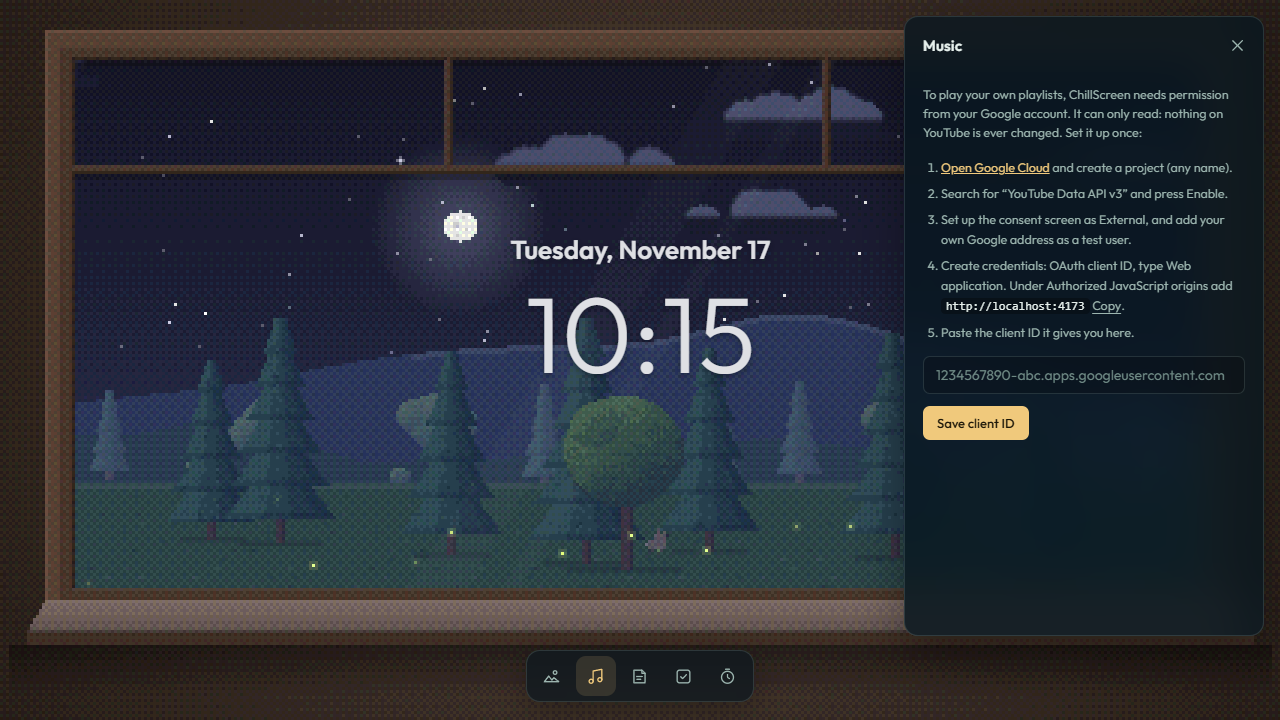 Music
To play your own playlists, ChillScreen needs permission
from your Google account. It can only read: nothing on
YouTube is ever changed. Set it up once:
1. Open Google Cloud and create a project (any name).
2. Search for “YouTube Data API v3” and press Enable.
3. Set up the consent screen as External, and add your
own Google address as a test user.
4. Create credentials: OAuth client ID, type Web
application. Under Authorized JavaScript origins add
http://localhost:4173 Copy.
5. Paste the client ID it gives you here.
1234567890-abc.apps.googleusercontent.com
Save client ID
Tuesday, November 17
10:15